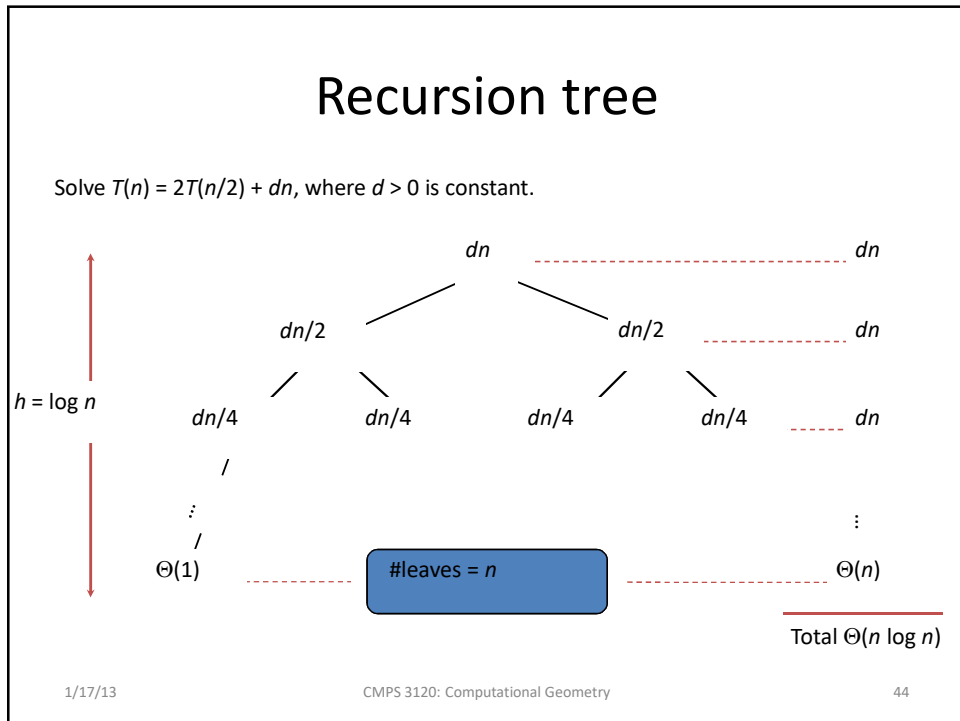 Recursion tree
Solve T(n) = 2T(n/2) + dn, where d > 0 is constant.
dn dn
dn/2 dn/2 dn
h = log n
dn/4 dn/4 dn/4 dn/4 dn
⋮ ⋮
Θ(1) #leaves = n Θ(n)
Total Θ(n log n)
1/17/13 CMPS 3120: Computational Geometry 44